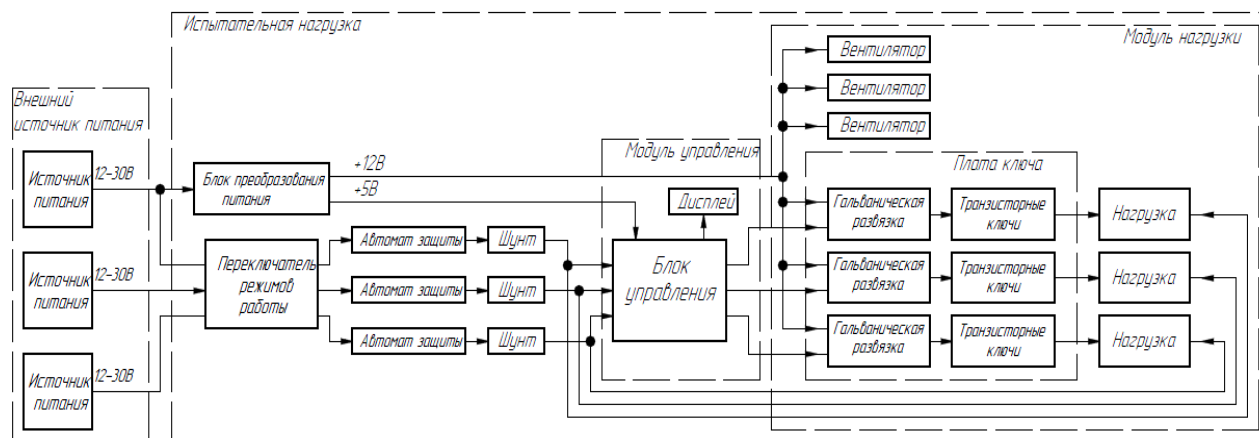 Испытательная нагрузка
Модуль нагрузки
Вентилятор
Вентилятор
Вентилятор
Внешний
источник питания
Источник
питания
12-30В
Блок преобразования
питания
+12В
+5В
Модуль управления
Дисплей
Блок
управления
Плата ключа
Гальваническая
развязка
Транзисторные
ключи
Нагрузка
Источник
питания
12-30В
Переключатель
режимов
работы
Автомат защиты
Шунт
Автомат защиты
Шунт
Автомат защиты
Шунт
Гальваническая
развязка
Транзисторные
ключи
Нагрузка
Гальваническая
развязка
Транзисторные
ключи
Нагрузка
Источник
питания
12-30В